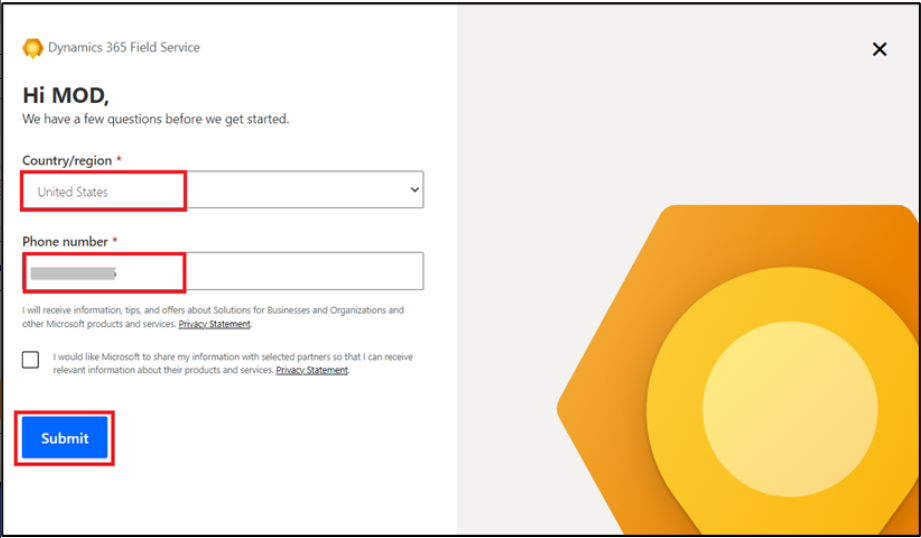 Dynamics 365 Field Service
Hi MOD,
We have a few questions before we get started.
Country/region *
United States
Phone number *
I will receive information, tips, and offers about Solutions for Businesses and Organizations and
other Microsoft products and services. Privacy Statement.
I would like Microsoft to share my information with selected partners so that I can receive
relevant information about their products and services. Privacy Statement.
Submit